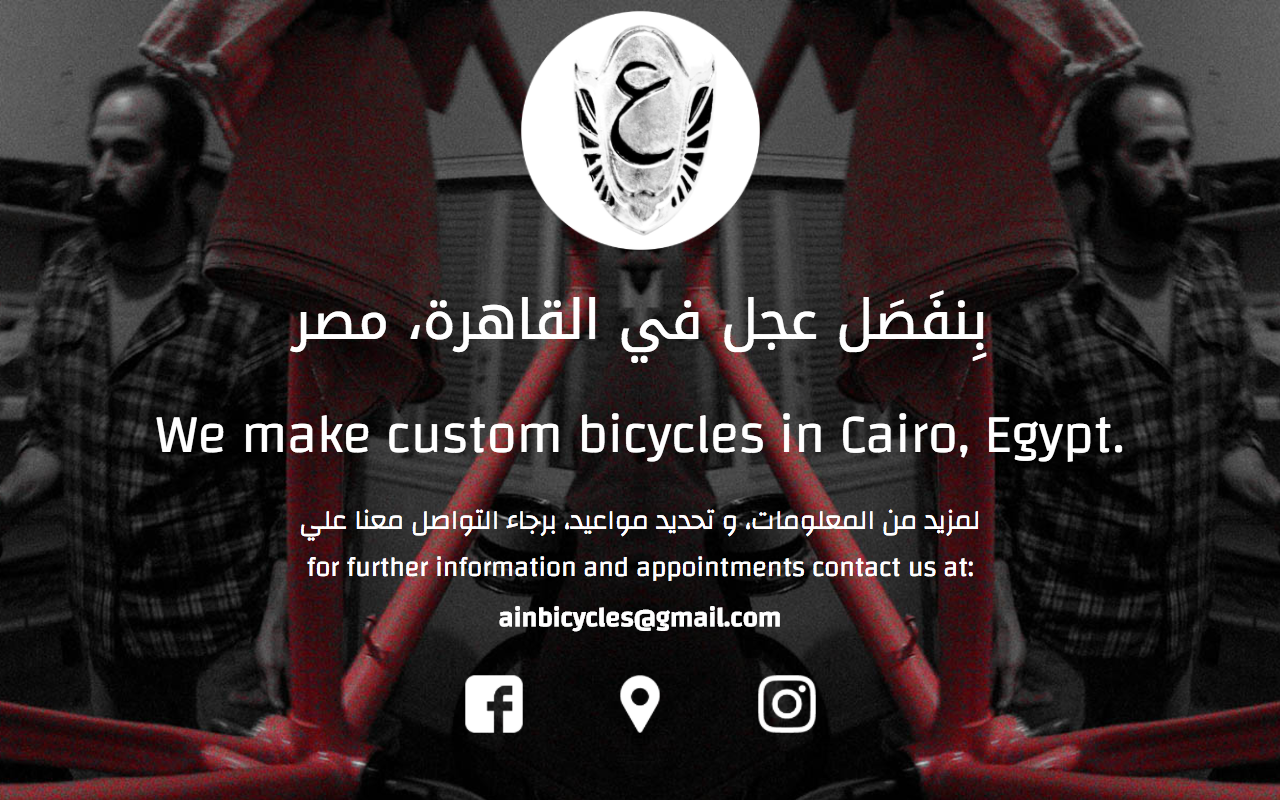 ع
بِنفَصَل عجل في القاهرة، مصر
We make custom bicycles in Cairo, Egypt.
لمزيد من المعلومات، و تحديد مواعيد، برجاء التواصل معنا علي
for further information and appointments contact us at:
ainbicycles@gmail.com